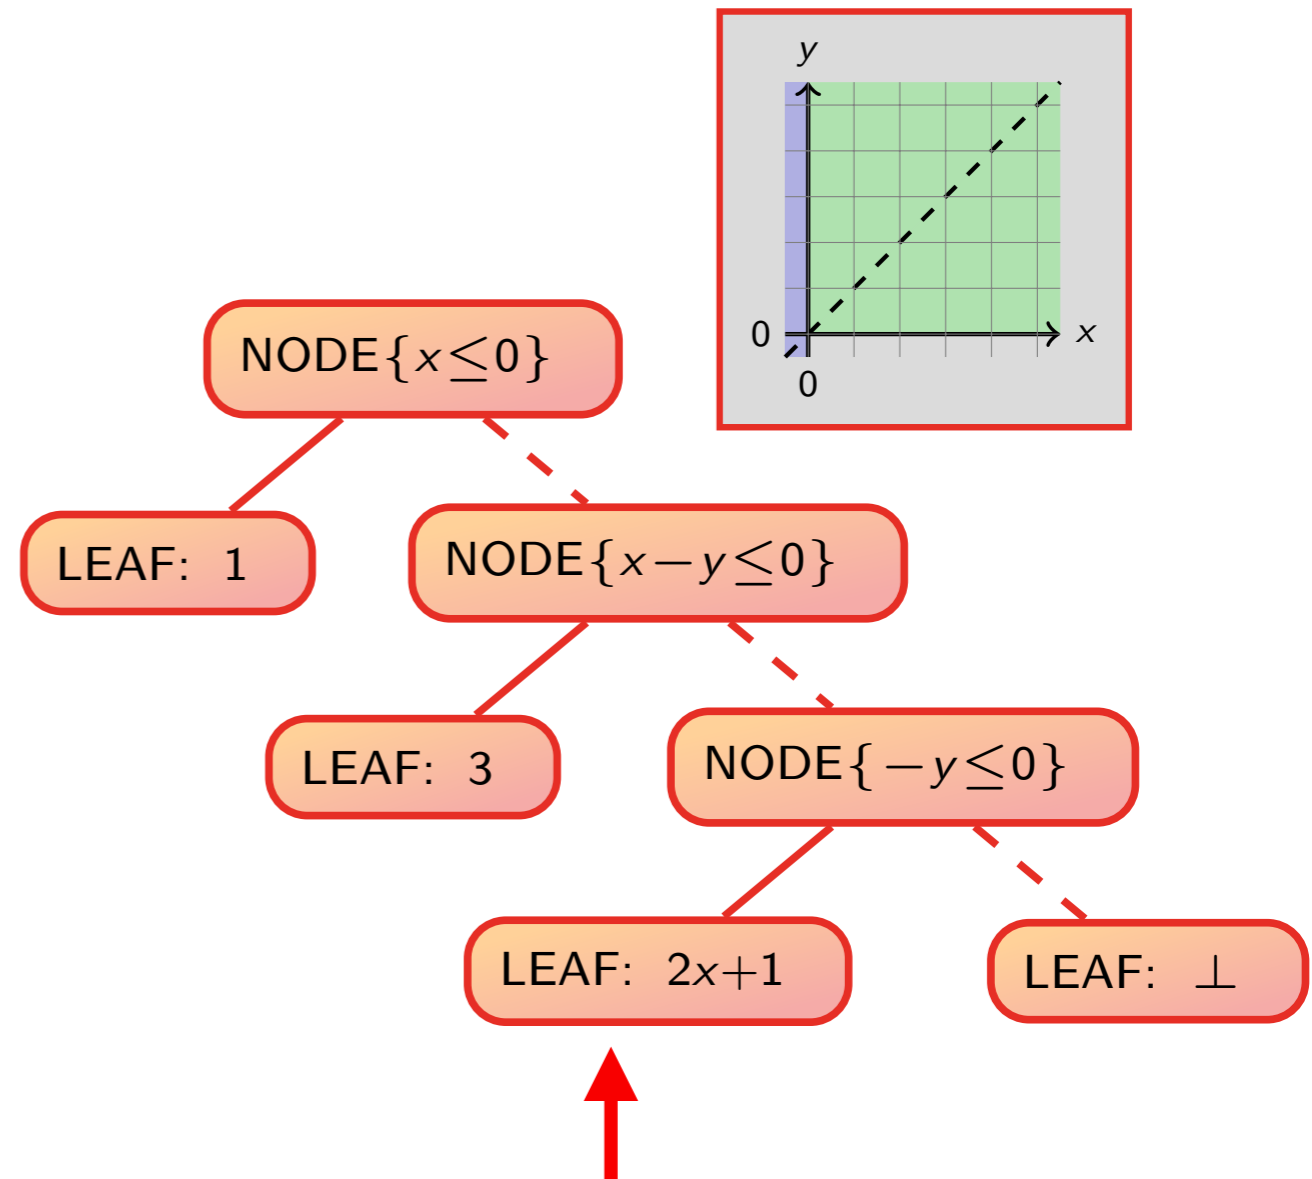 y
0
x
0
NODE{x≤0}
LEAF: 1
NODE{x−y≤0}
LEAF: 3
NODE{−y≤0}
LEAF: 2x+1
LEAF: ⊥